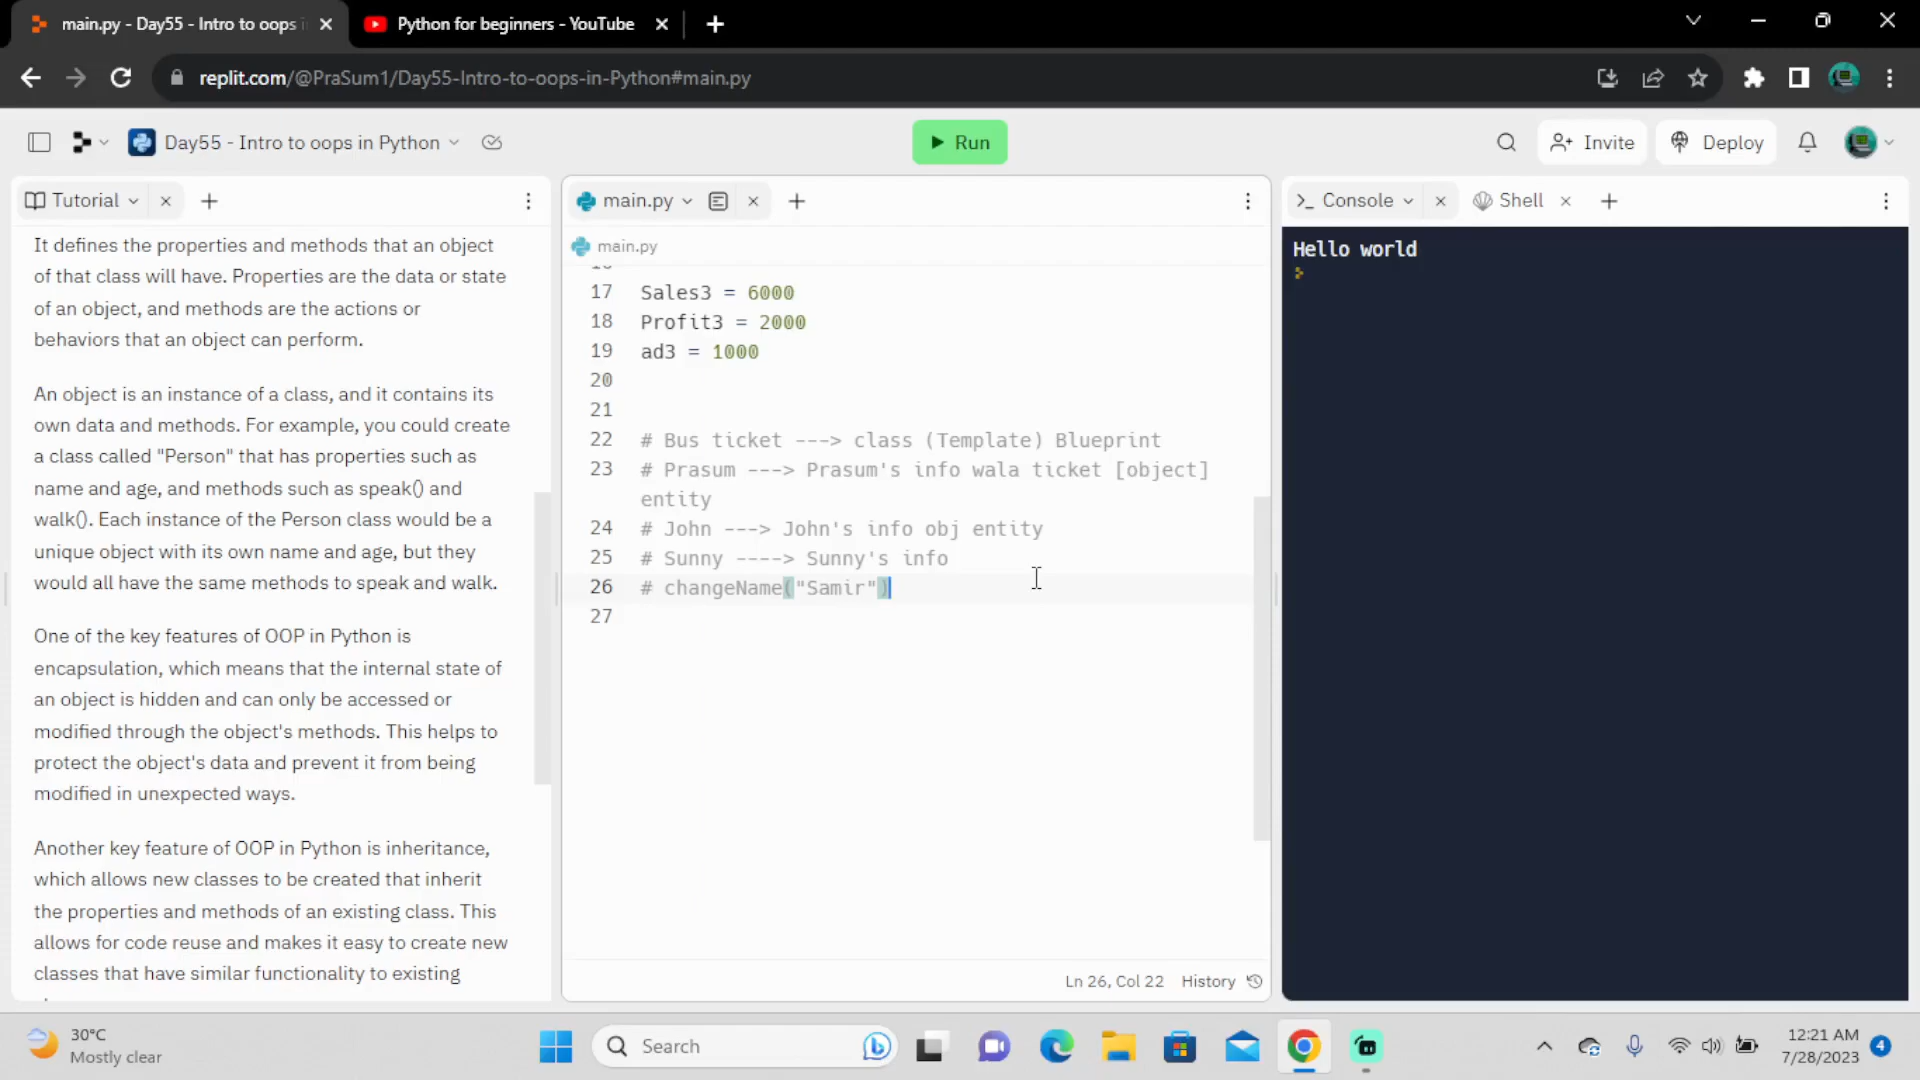 main.py - Day55 - Intro to oops i
Python for beginners - YouTube
replit.com/@PraSum1/Day55-Intro-to-oops-in-Python#main.py
Day55 - Intro to oops in Python
Run
Invite
Deploy
Tutorial
It defines the properties and methods that an object
of that class will have. Properties are the data or state
of an object, and methods are the actions or
behaviors that an object can perform.
An object is an instance of a class, and it contains its
own data and methods. For example, you could create
a class called "Person" that has properties such as
name and age, and methods such as speak() and
walk(). Each instance of the Person class would be a
unique object with its own name and age, but they
would all have the same methods to speak and walk.
One of the key features of OOP in Python is
encapsulation, which means that the internal state of
an object is hidden and can only be accessed or
modified through the object's methods. This helps to
protect the object's data and prevent it from being
modified in unexpected ways.
Another key feature of OOP in Python is inheritance,
which allows new classes to be created that inherit
the properties and methods of an existing class. This
allows for code reuse and makes it easy to create new
classes that have similar functionality to existing
main.py
main.py
17 Sales3 = 6000
18 Profit3 = 2000
19 ad3 = 1000
20
21
22 # Bus ticket ---> class (Template) Blueprint
23 # Prasum ---> Prasum's info wala ticket [object]
entity
24 # John ---> John's info obj entity
25 # Sunny ----> Sunny's info
26 # changeName("Samir")
27
Ln 26, Col 22 History
Console
Shell
Hello world
30°C
Mostly clear
Search
12:21 AM
7/28/2023
4